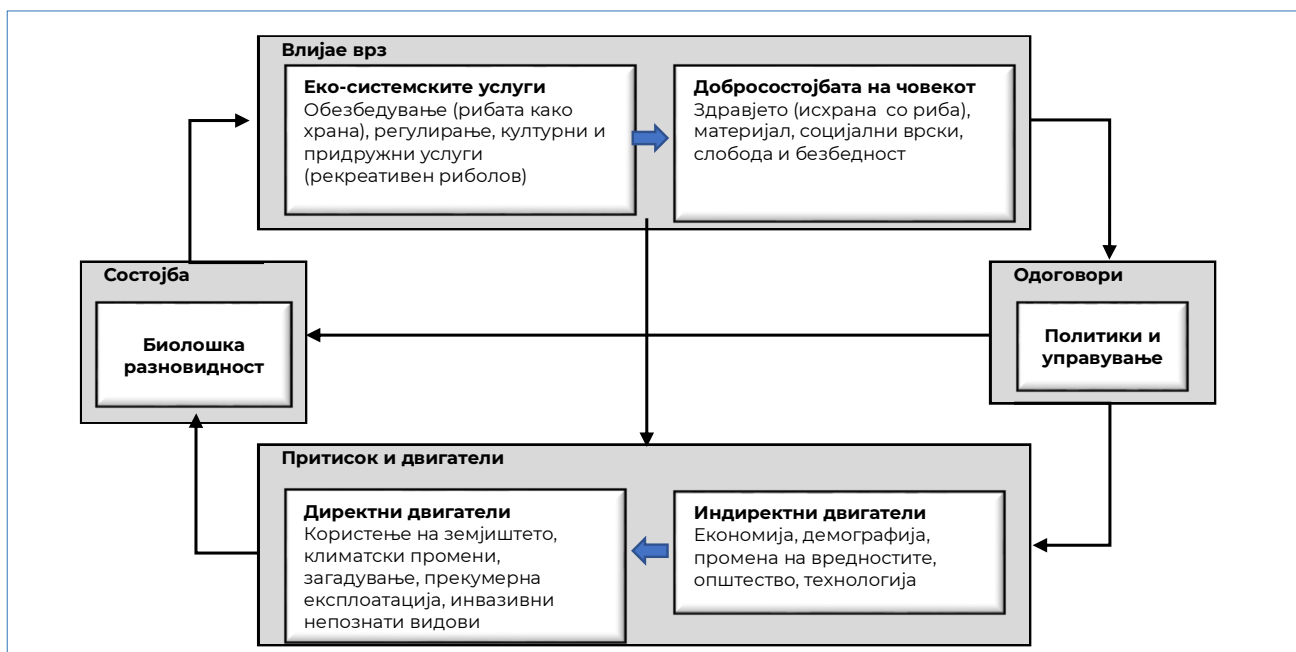 Влијае врз
Еко-системските услуги
Обезбедување (рибата како
храна), регулирање, културни и
придружни услуги
(рекреативен риболов)
Добросостојбата на човекот
Здравјето (исхрана со риба),
материјал, социјални врски,
слобода и безбедност
Состојба
Биолошка
разновидност
Одоговори
Политики и
управување
Притисок и двигатели
Директни двигатели
Користење на земјиштето,
климатски промени,
загадување, прекумерна
експлоатација, инвазивни
непознати видови
Индиректни двигатели
Економија, демографија,
промена на вредностите,
општество, технологија